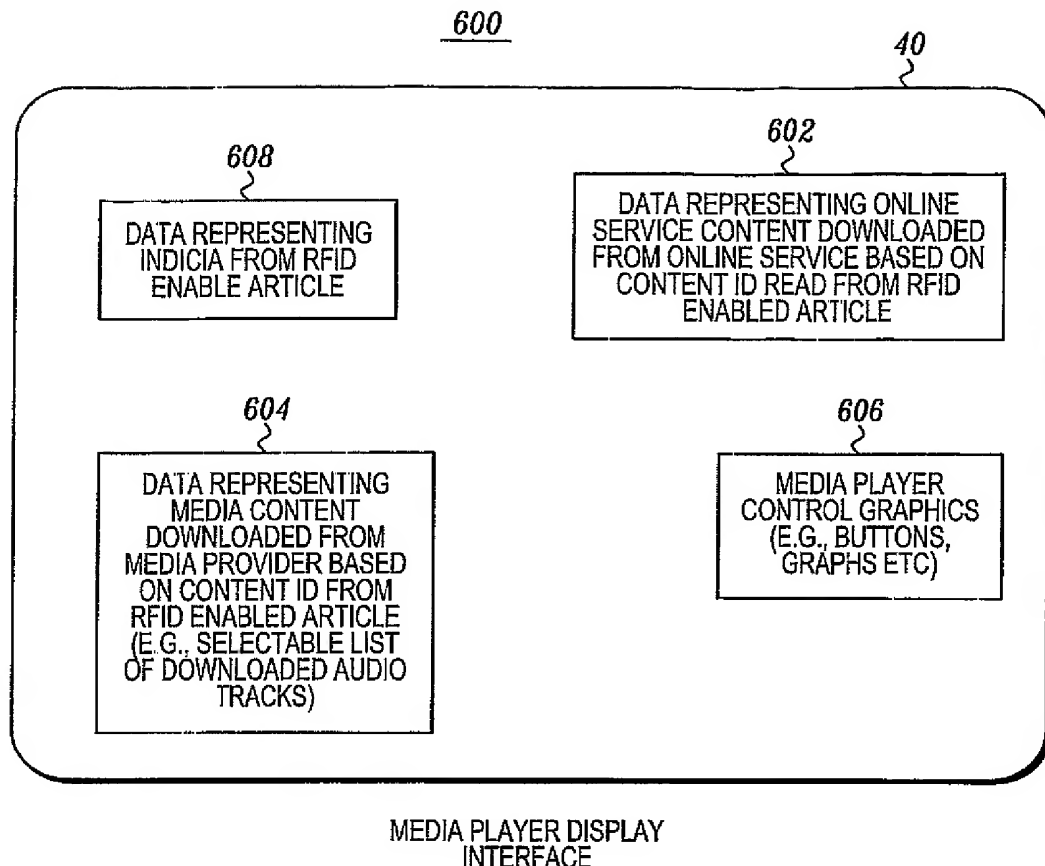 600
40
608
DATA REPRESENTING
INDICIA FROM RFID
ENABLE ARTICLE
602
DATA REPRESENTING ONLINE
SERVICE CONTENT DOWNLOADED
FROM ONLINE SERVICE BASED ON
CONTENT ID READ FROM RFID
ENABLED ARTICLE
604
DATA REPRESENTING
MEDIA CONTENT
DOWNLOADED FROM
MEDIA PROVIDER BASED
ON CONTENT ID FROM
RFID ENABLED ARTICLE
(E.G., SELECTABLE LIST
OF DOWNLOADED AUDIO
TRACKS)
606
MEDIA PLAYER
CONTROL GRAPHICS
(E.G., BUTTONS,
GRAPHS ETC)
MEDIA PLAYER DISPLAY
INTERFACE